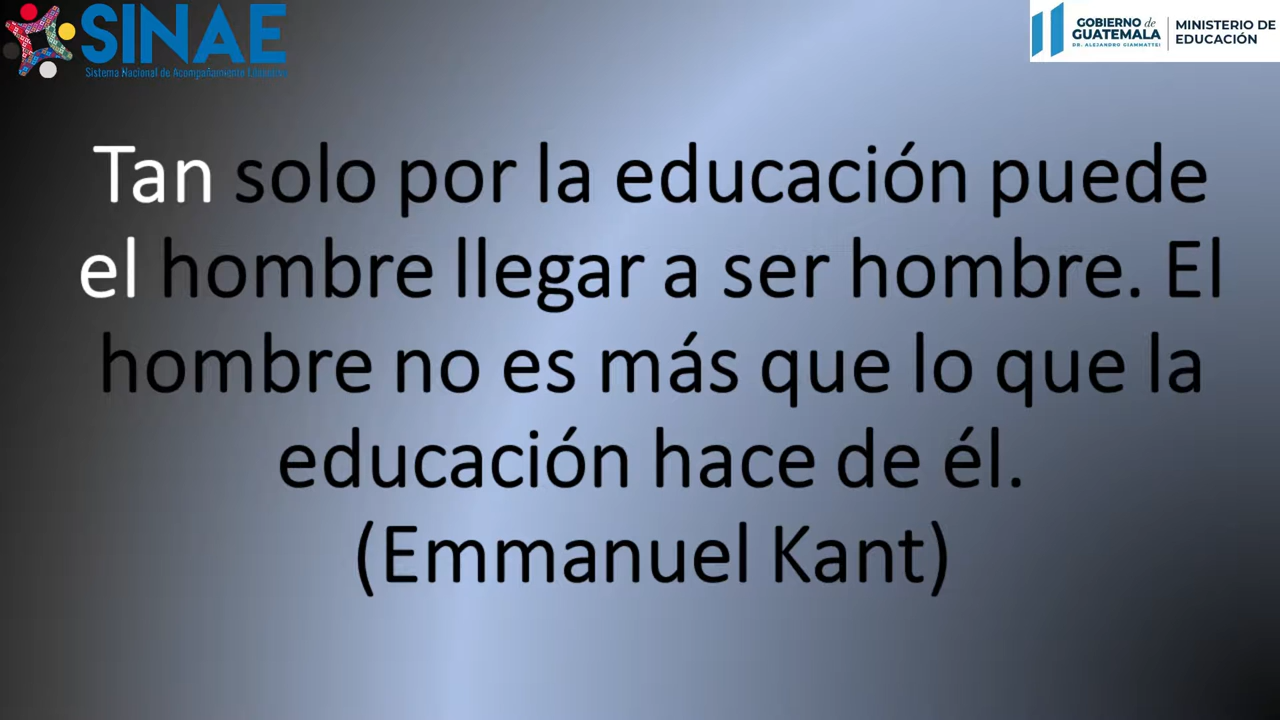 SINAE
Sistema Nacional de Acompañamiento Educativo
GOBIERNO de
GUATEMALA
DR. ALEJANDRO GIAMMATTEI
MINISTERIO DE
EDUCACIÓN
Tan solo por la educación puede
el hombre llegar a ser hombre. El
hombre no es más que lo que la
educación hace de él.
(Emmanuel Kant)